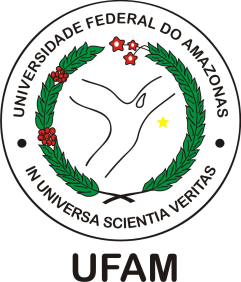 UNIVERSIDADE FEDERAL DO AMAZONAS
IN UNIVERSA SCIENTIA VERITAS
UFAM